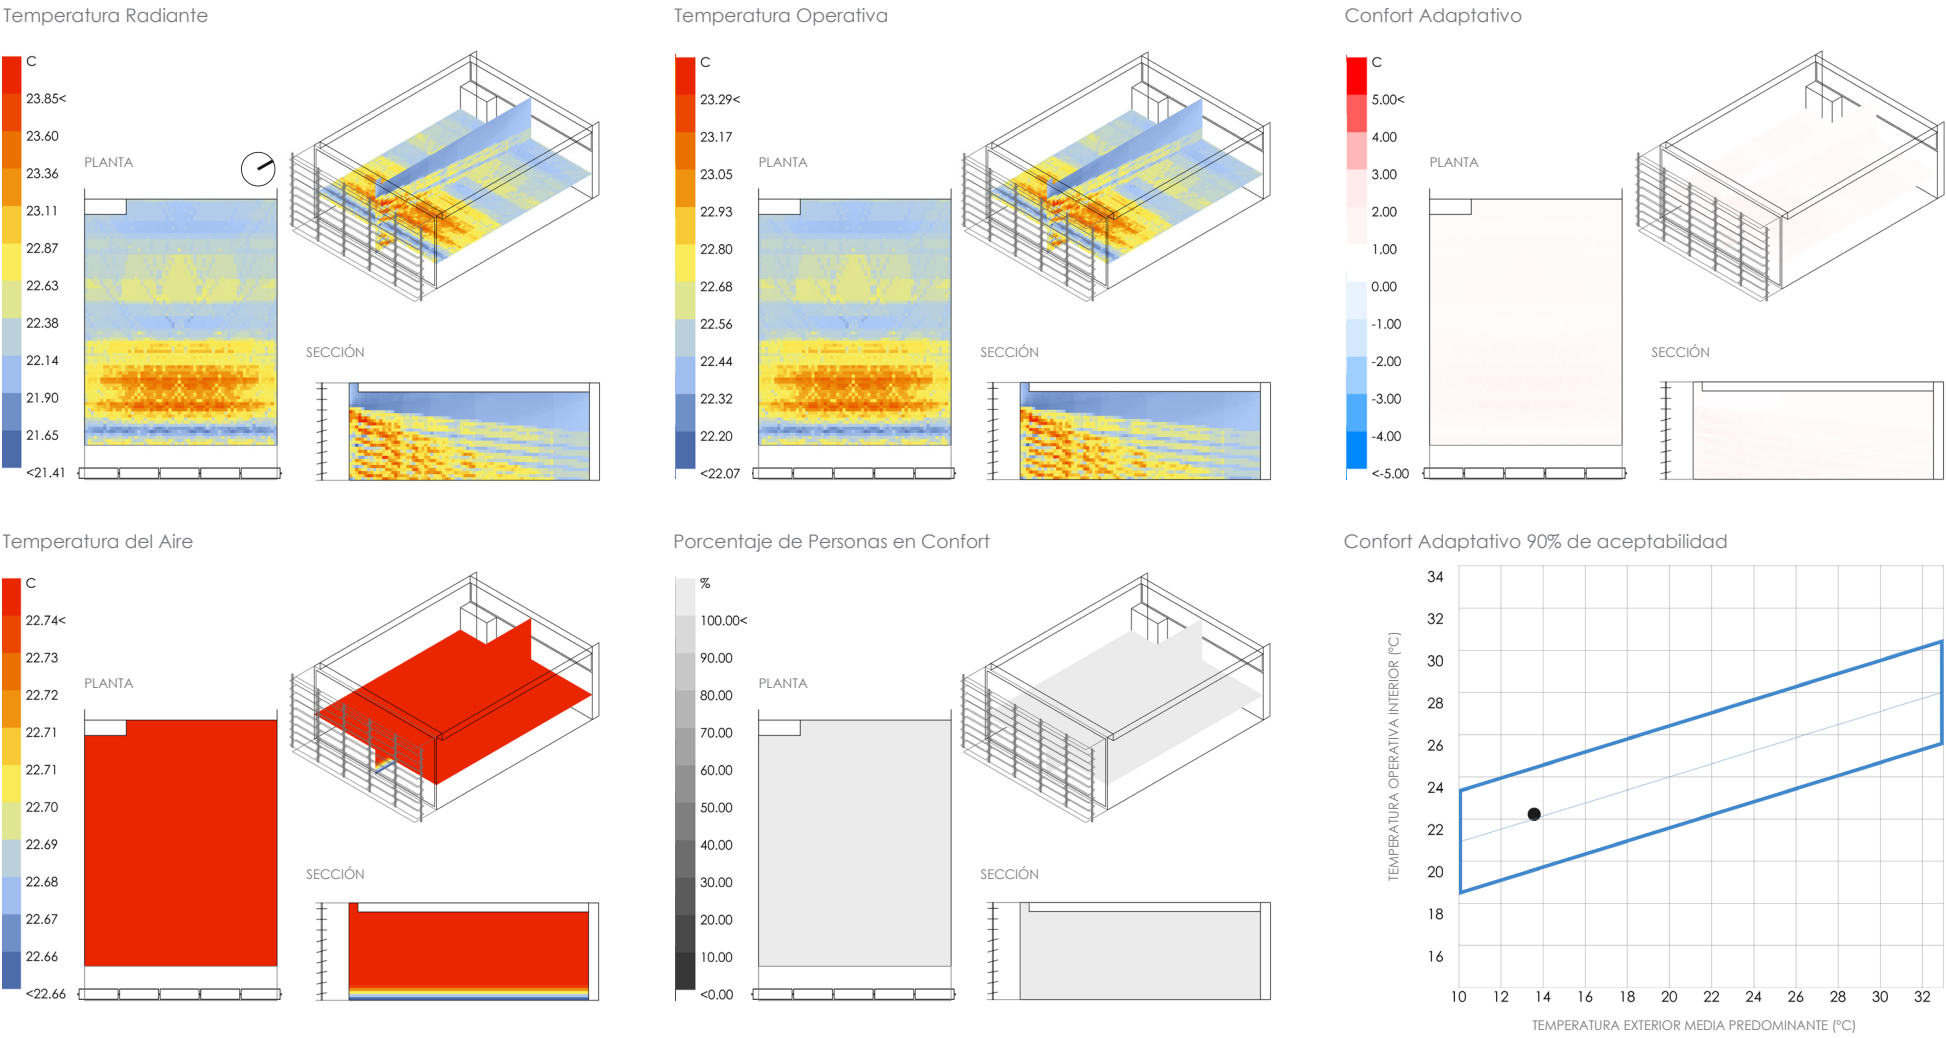 Temperatura Radiante
C
23.85<
23.60
23.36
23.11
22.87
22.63
22.38
22.14
21.90
21.65
<21.41
PLANTA
SECCIÓN
Temperatura Operativa
C
23.29<
23.17
23.05
22.93
22.80
22.68
22.56
22.44
22.32
22.20
<22.07
PLANTA
SECCIÓN
Confort Adaptativo
C
5.00<
4.00
3.00
2.00
1.00
0.00
-1.00
-2.00
-3.00
-4.00
<-5.00
PLANTA
SECCIÓN
Temperatura del Aire
C
22.74<
22.73
22.72
22.71
22.71
22.70
22.69
22.68
22.67
22.66
<22.66
PLANTA
SECCIÓN
Porcentaje de Personas en Confort
%
100.00<
90.00
80.00
70.00
60.00
50.00
40.00
30.00
20.00
10.00
<0.00
PLANTA
SECCIÓN
Confort Adaptativo 90% de aceptabilidad
TEMPERATURA OPERATIVA INTERIOR (ºC)
34
32
30
28
26
24
22
20
18
16
10 12 14 16 18 20 22 24 26 28 30 32
TEMPERATURA EXTERIOR MEDIA PREDOMINANTE (ºC)